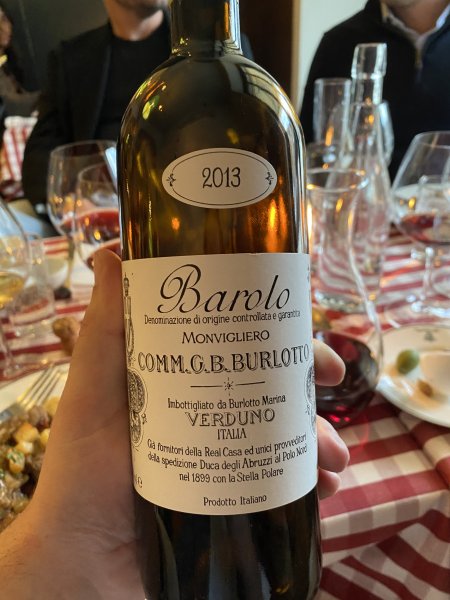 2013
Barolo
Denominazione di origine controllata e garantita
MONVIGLIERO
COMM.G.B.BURLOTTO
Imbottigliato da Burlotto Marina
VERDUNO
ITALIA
Già fornitori della Real Casa ed unici provveditori
della spedizione Duca degli Abruzzi al Polo Nord
nel 1899 con la Stella Polare
Prodotto Italiano